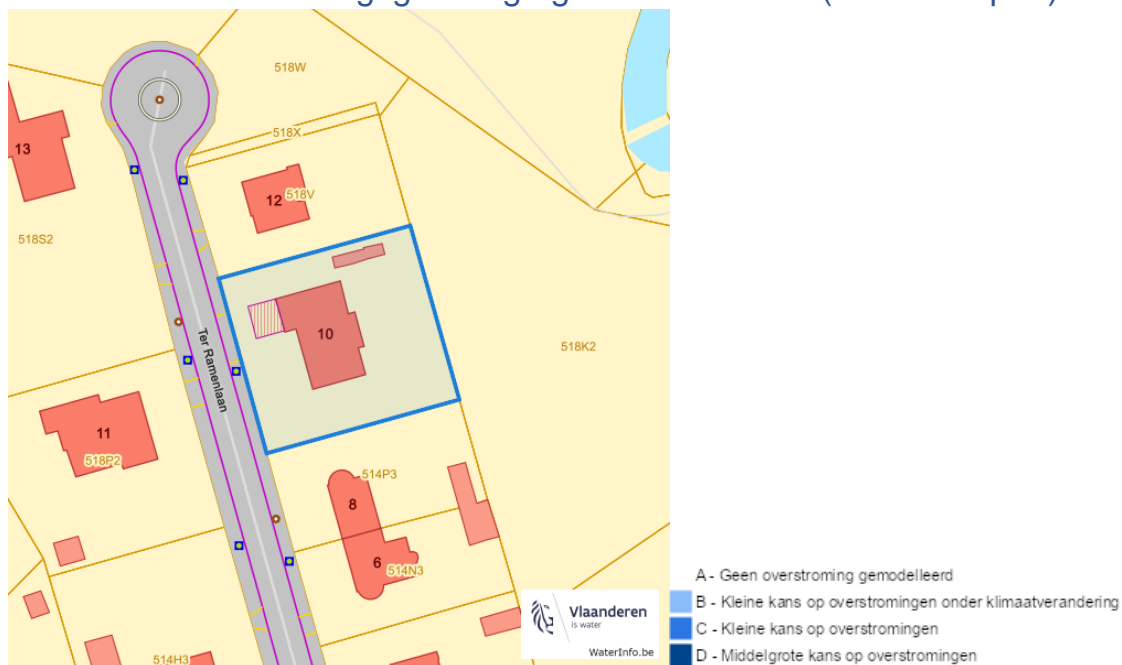 518W
518X
13
12
518V
518S2
10
518K2
Ter Ramenlaan
11
518P2
514P3
8
6
514N3
514H3
Vlaanderen
is water
WaterInfo.be
A - Geen overstroming gemodelleerd
B - Kleine kans op overstromingen onder klimaatverandering
C - Kleine kans op overstromingen
D - Middelgrote kans op overstromingen